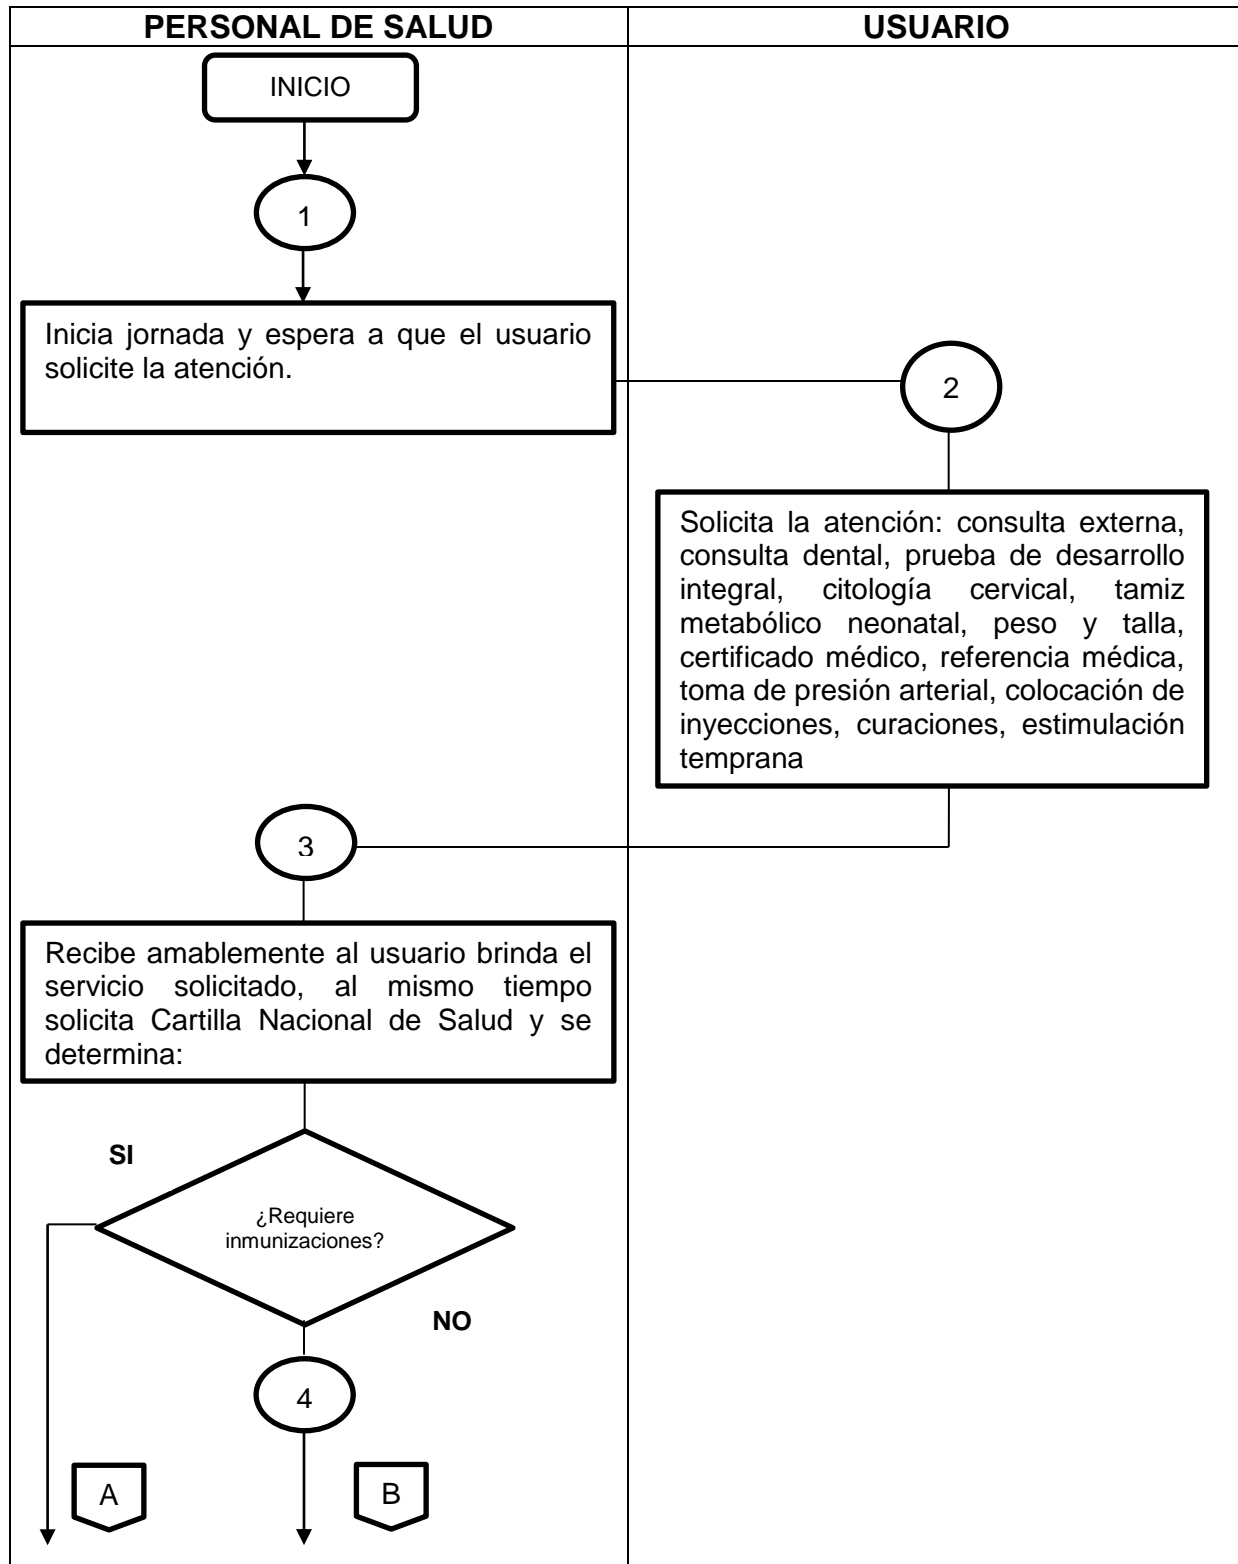 PERSONAL DE SALUD
USUARIO
INICIO
1
Inicia jornada y espera a que el usuario
solicite la atención.
2
Solicita la atención: consulta externa,
consulta dental, prueba de desarrollo
integral, citología cervical, tamiz
metabólico neonatal, peso y talla,
certificado médico, referencia médica,
toma de presión arterial, colocación de
inyecciones, curaciones, estimulación
temprana
3
Recibe amablemente al usuario brinda el
servicio solicitado, al mismo tiempo
solicita Cartilla Nacional de Salud y se
determina:
SI
¿Requiere
inmunizaciones?
NO
4
A
B